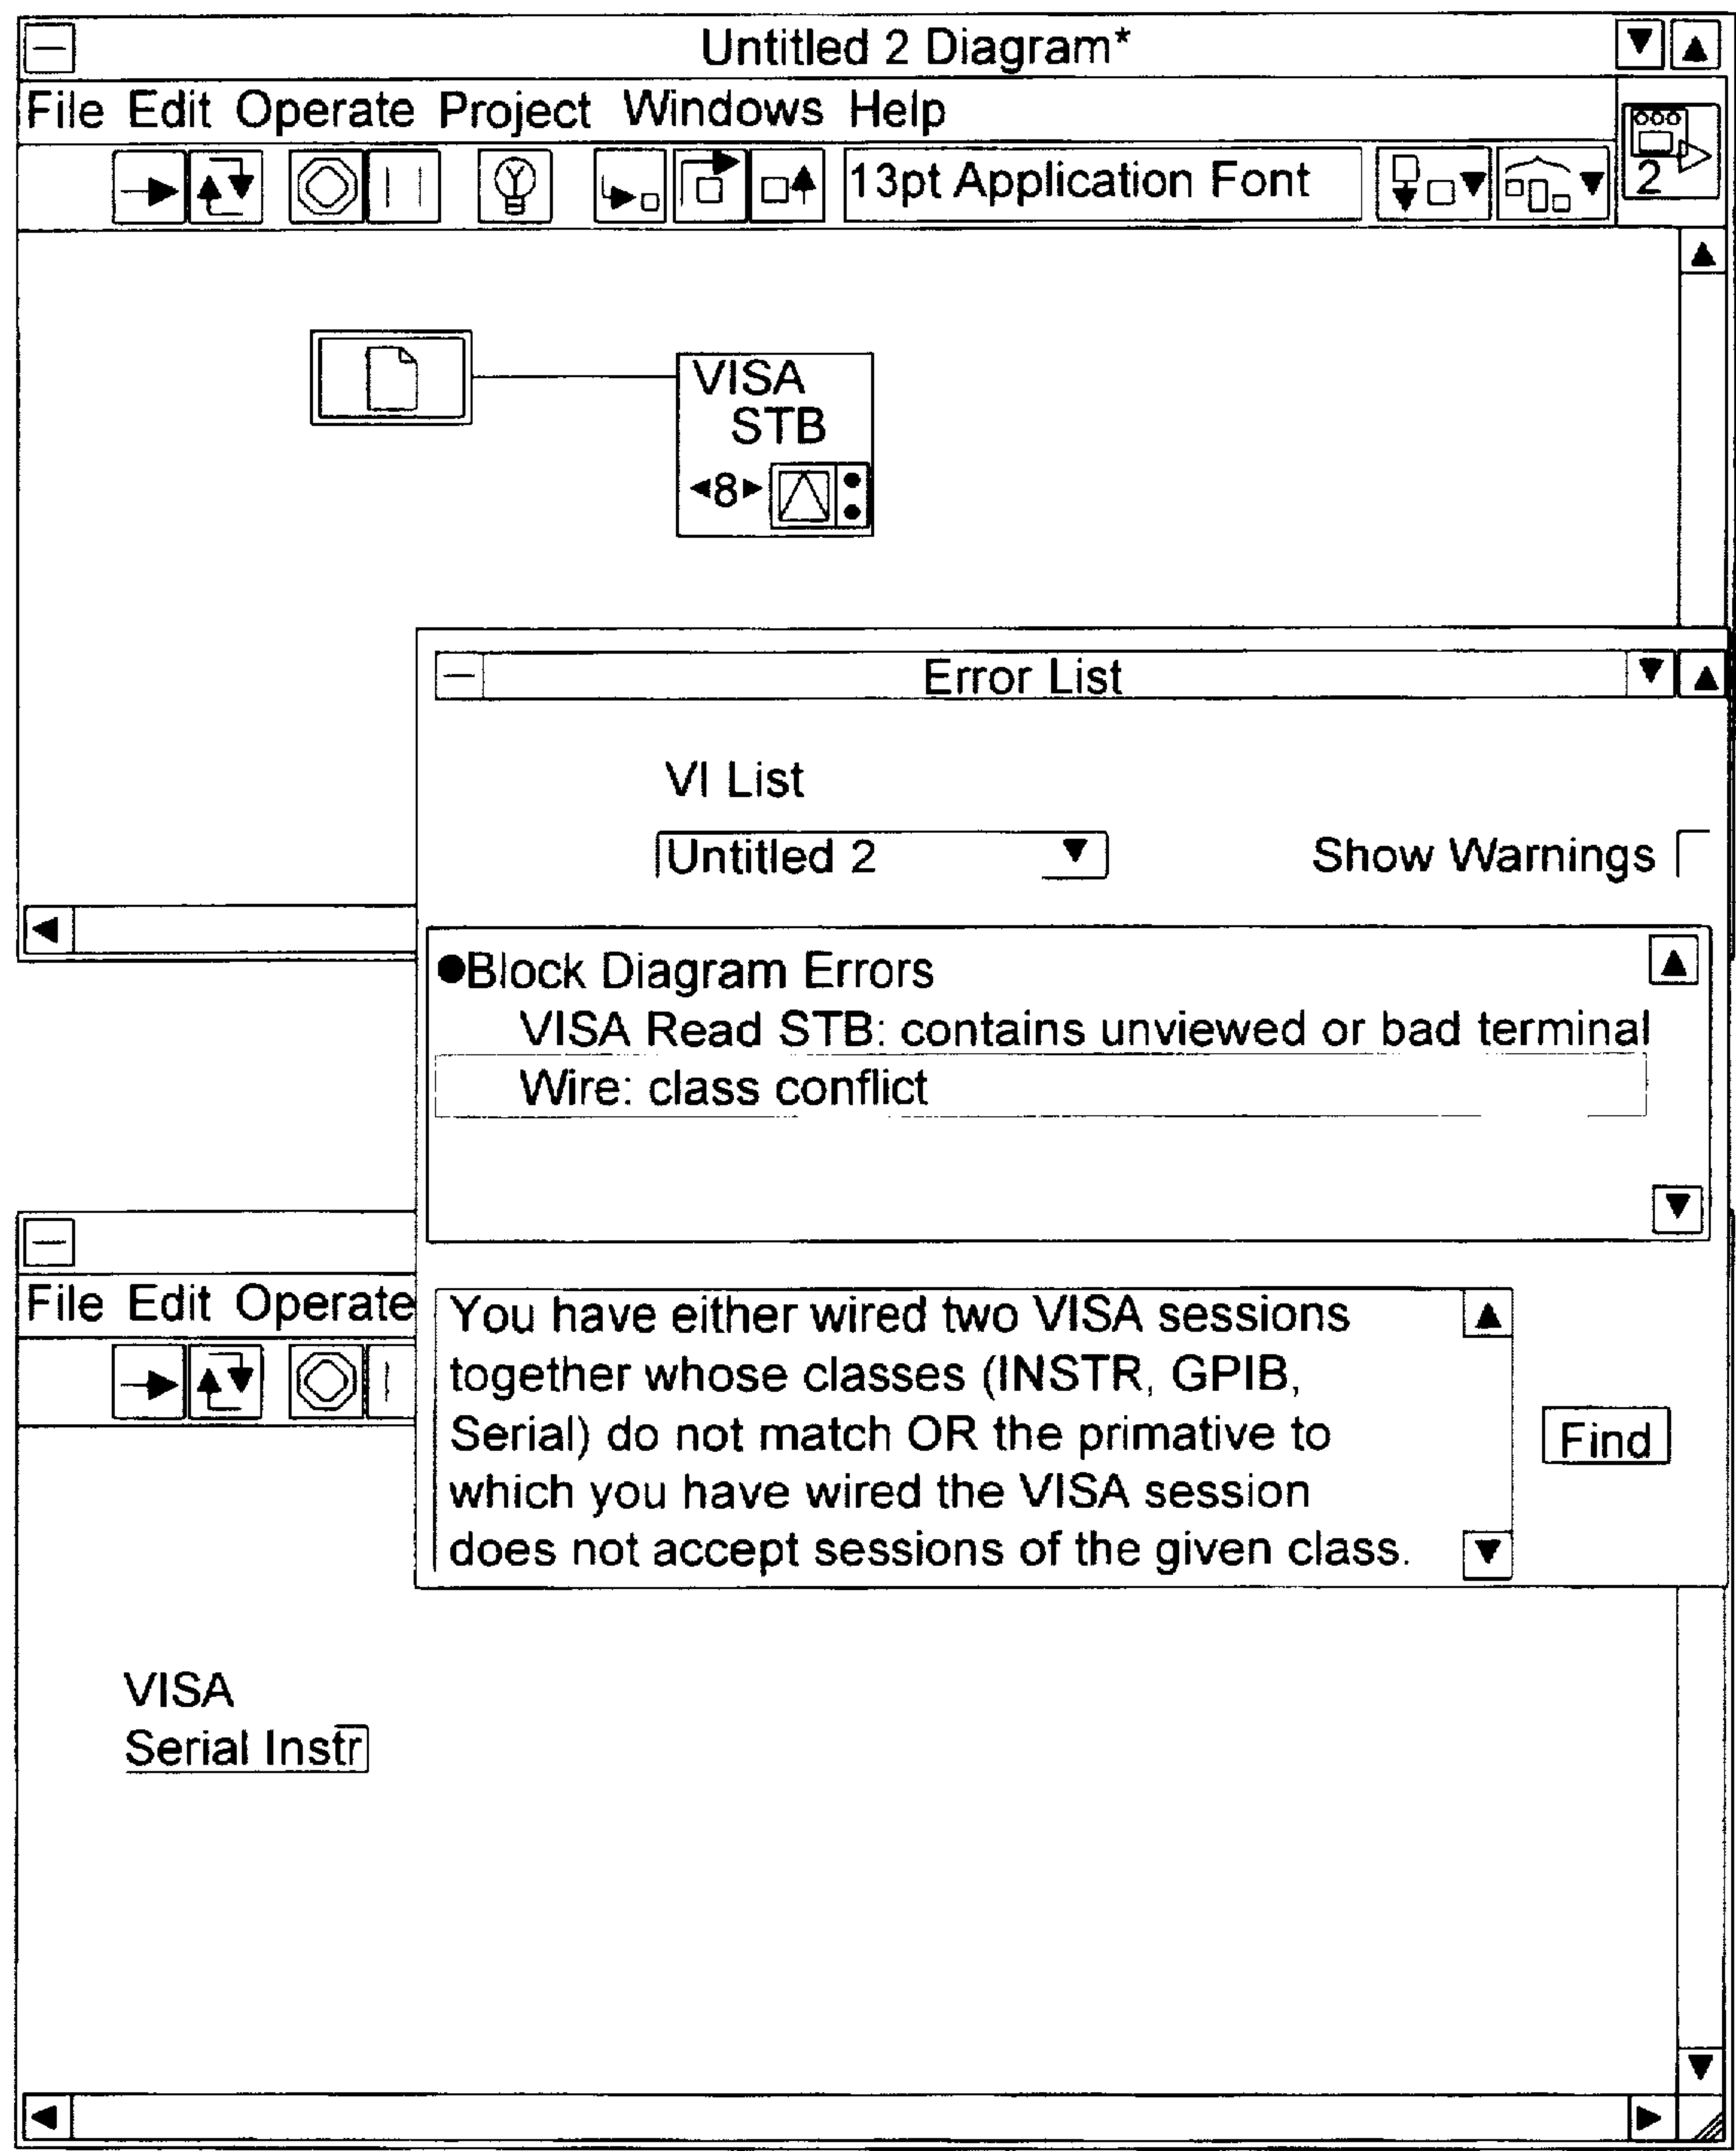 Untitled 2 Diagram*
File Edit Operate Project Windows Help
13pt Application Font
2
VISA
STB
8
Error List
VI List
Untitled 2
Show Warnings
●Block Diagram Errors
VISA Read STB: contains unviewed or bad terminal
Wire: class conflict
File Edit Operate
You have either wired two VISA sessions
together whose classes (INSTR, GPIB,
Serial) do not match OR the primative to
which you have wired the VISA session
does not accept sessions of the given class.
Find
VISA
Serial Instr